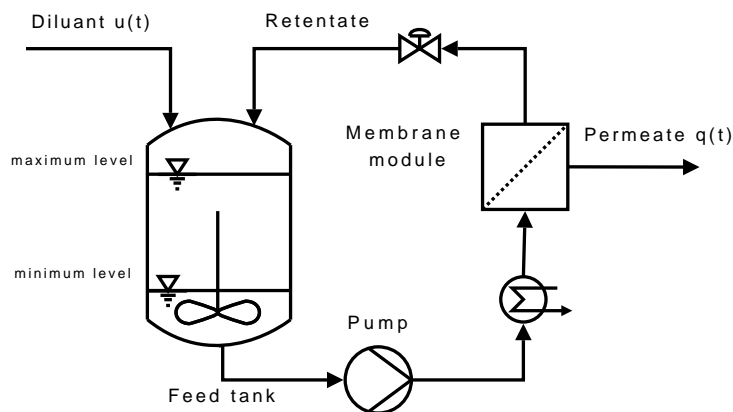 Diluant u(t)
Retentate
maximum level
Membrane
module
Permeate q(t)
minimum level
Pump
Feed tank